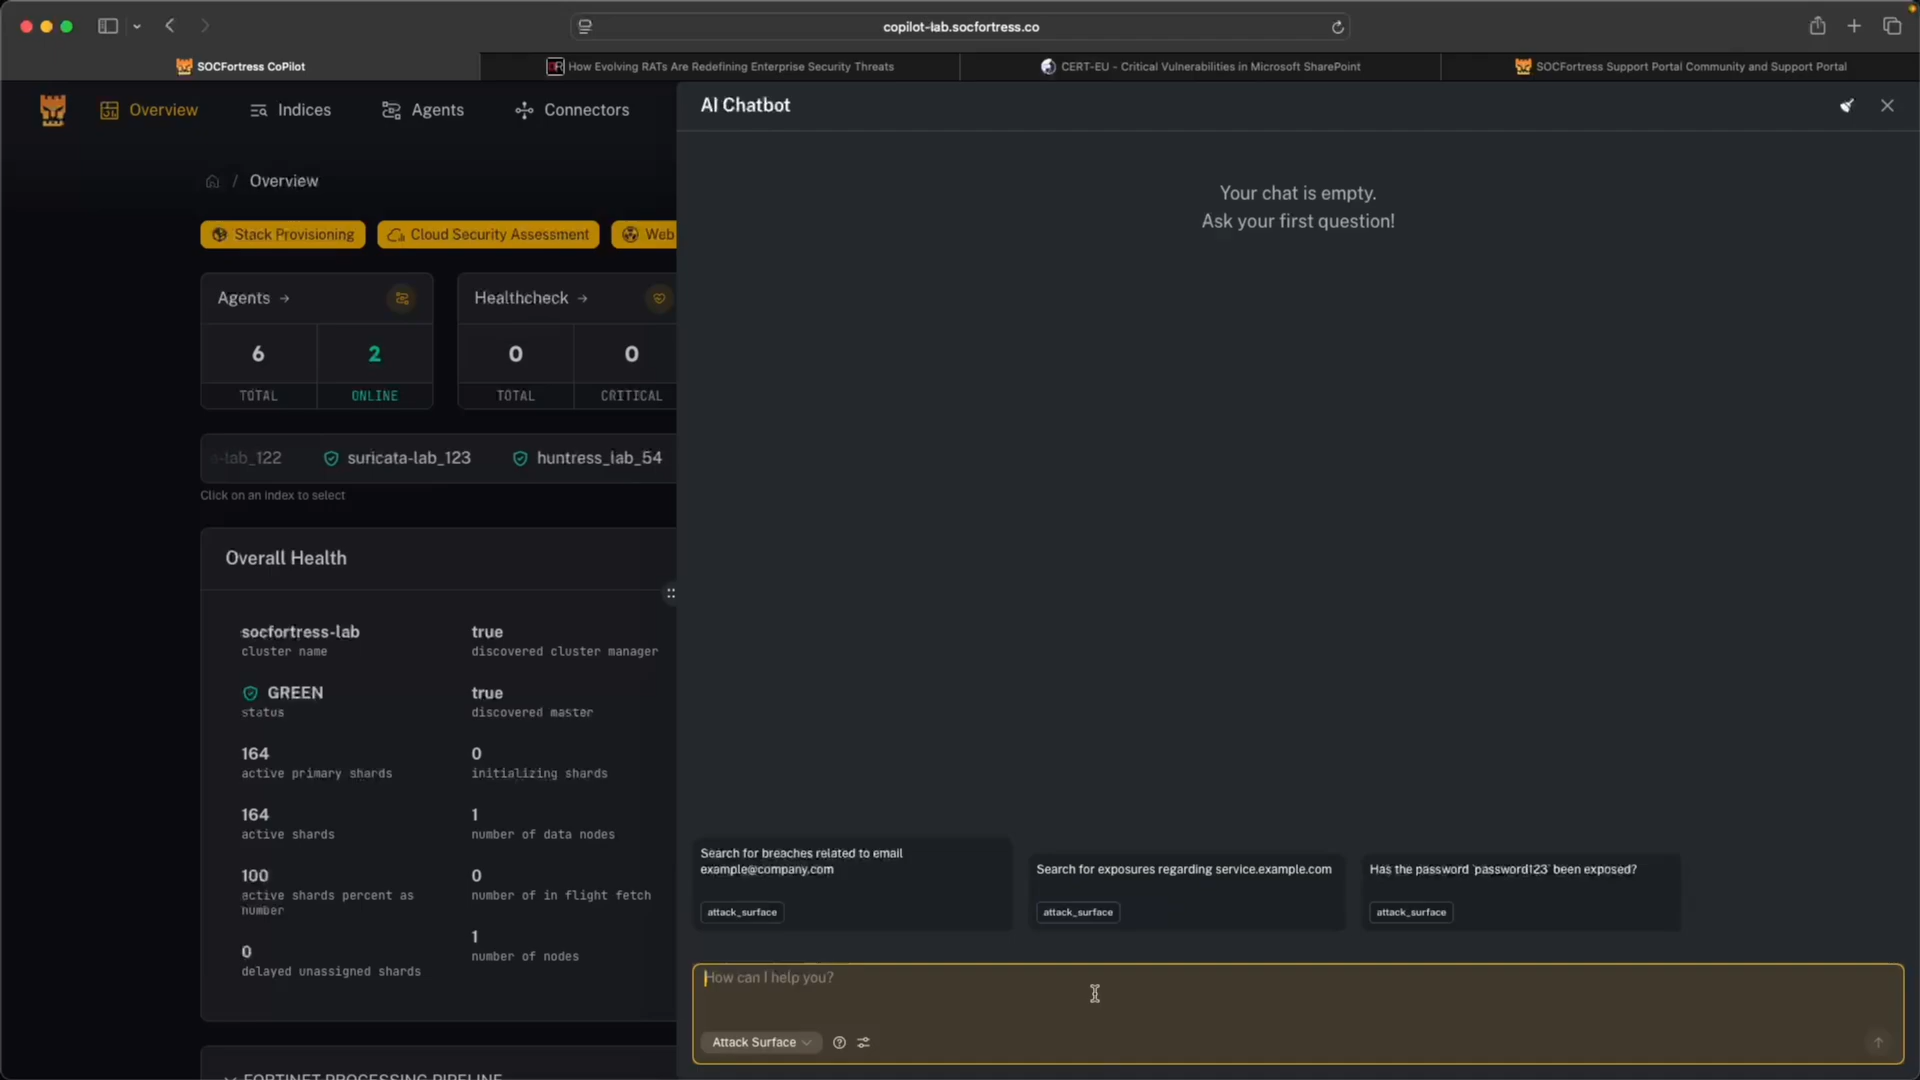 copilot-lab.socfortress.co
SOCFortress CoPilot
How Evolving RATs Are Redefining Enterprise Security Threats
CERT-EU - Critical Vulnerabilities in Microsoft SharePoint
SOCFortress Support Portal Community and Support Portal
Overview
Indices
Agents
Connectors
AI Chatbot
/ Overview
Your chat is empty.
Ask your first question!
Stack Provisioning
Cloud Security Assessment
Web
Agents →
Healthcheck →
6
2
0
0
TOTAL
ONLINE
TOTAL
CRITICAL
-lab_122
suricata-lab_123
huntress_lab_54
Click on an index to select
Overall Health
socfortress-lab
cluster name
true
discovered cluster manager
GREEN
status
true
discovered master
164
active primary shards
0
initializing shards
164
active shards
1
number of data nodes
100
active shards percent as
number
0
number of in flight fetch
0
delayed unassigned shards
1
number of nodes
FORTINET PROCESSING PIPELINE
Search for breaches related to email
example@company.com
attack_surface
Search for exposures regarding service.example.com
attack_surface
Has the password `password123` been exposed?
attack_surface
How can I help you?
Attack Surface